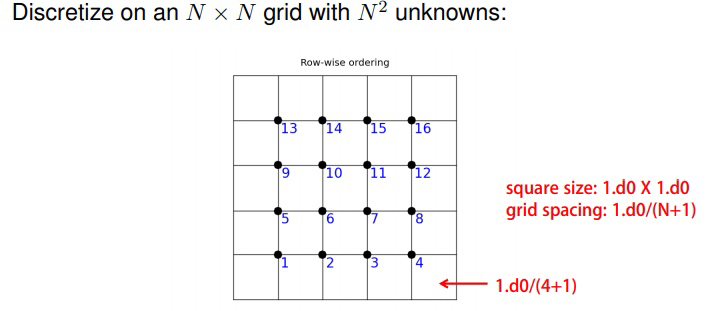 Discretize on an N × N grid with N² unknowns:
Row-wise ordering
13 14 15 16
9 10 11 12
square size: 1.d0 X 1.d0
grid spacing: 1.d0/(N+1)
5 6 7 8
1 2 3 4
1.d0/(4+1)